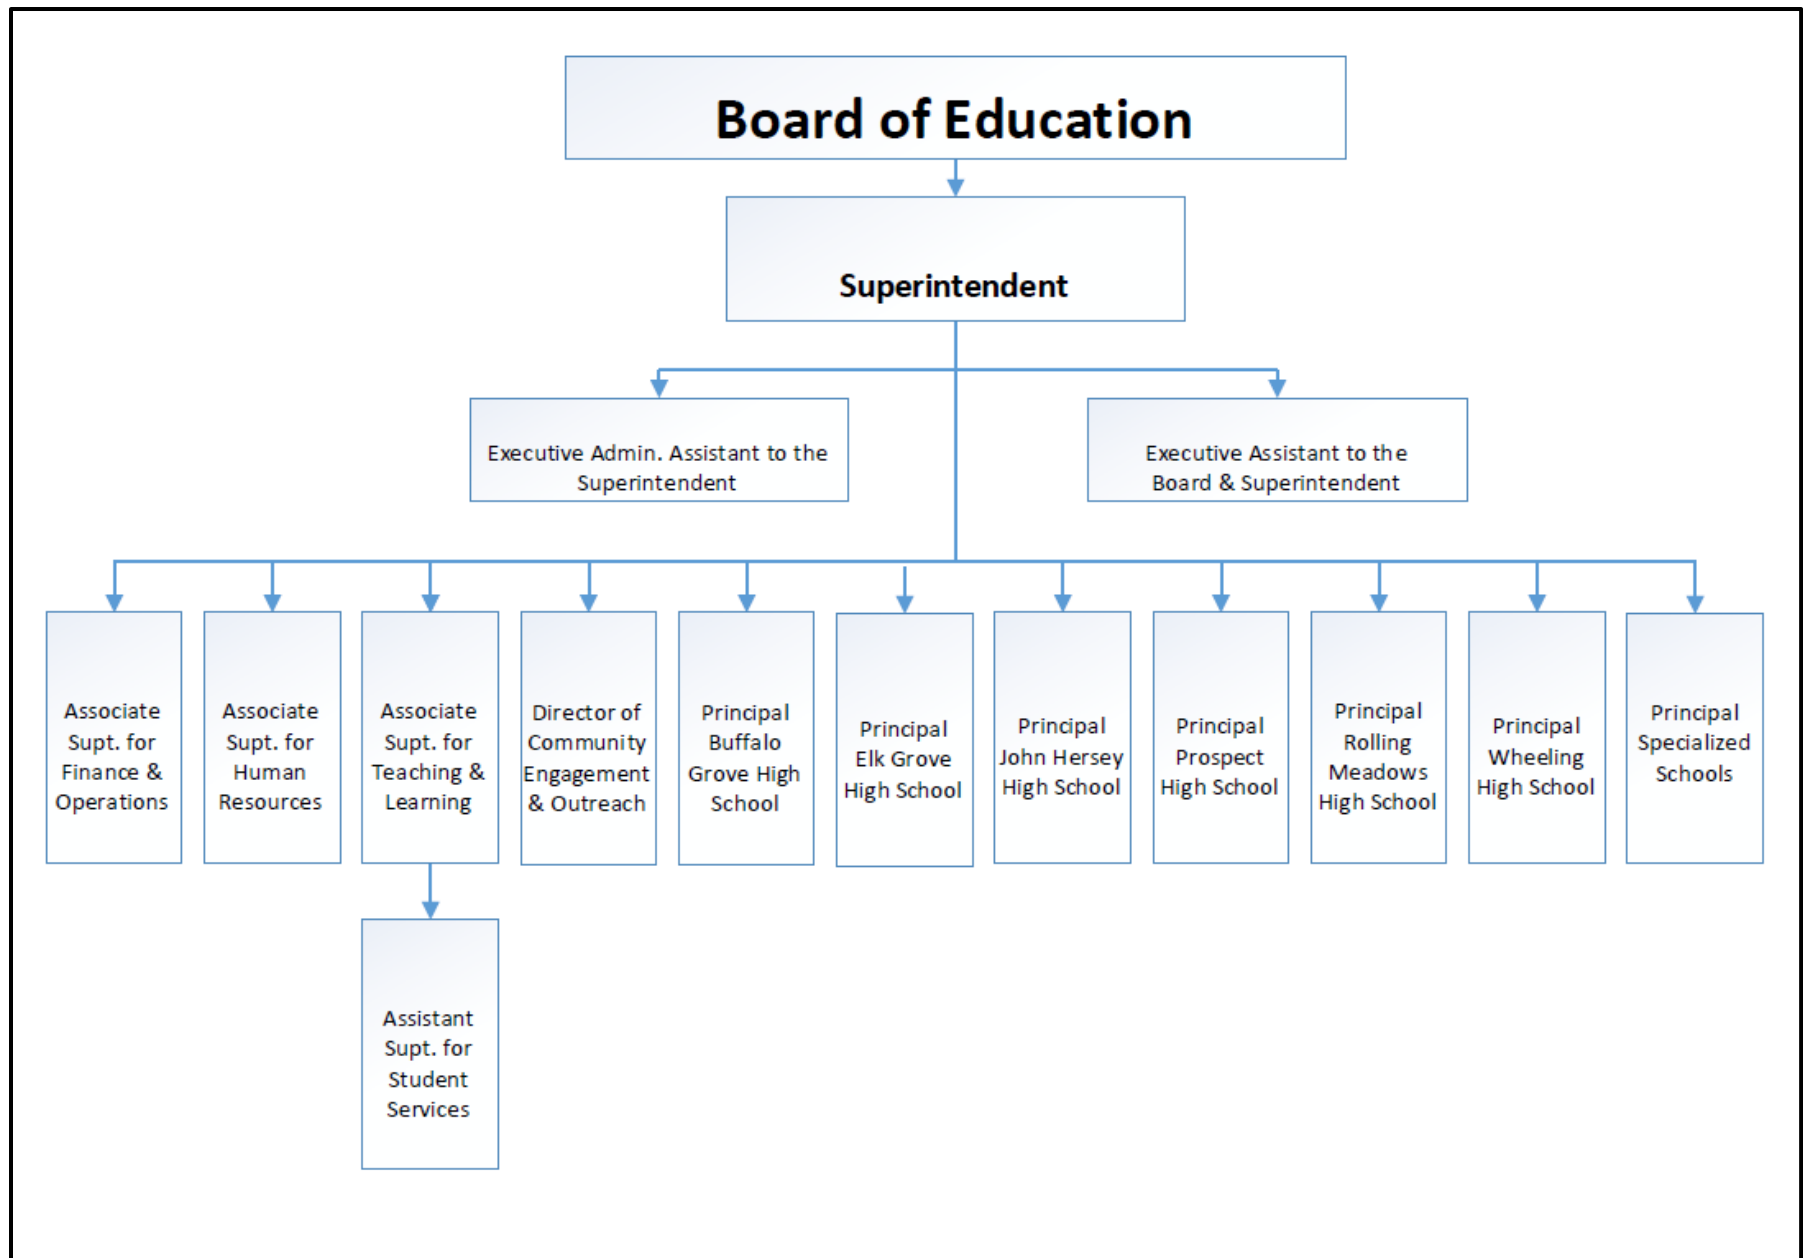 Board of Education
Superintendent
Executive Admin. Assistant to the
Superintendent
Executive Assistant to the
Board & Superintendent
Associate
Supt. for
Finance &
Operations
Associate
Supt. for
Human
Resources
Associate
Supt. for
Teaching &
Learning
Director of
Community
Engagement
& Outreach
Principal
Buffalo
Grove High
School
Principal
Elk Grove
High School
Principal
John Hersey
High School
Principal
Prospect
High School
Principal
Rolling
Meadows
High School
Principal
Wheeling
High School
Principal
Specialized
Schools
Assistant
Supt. for
Student
Services